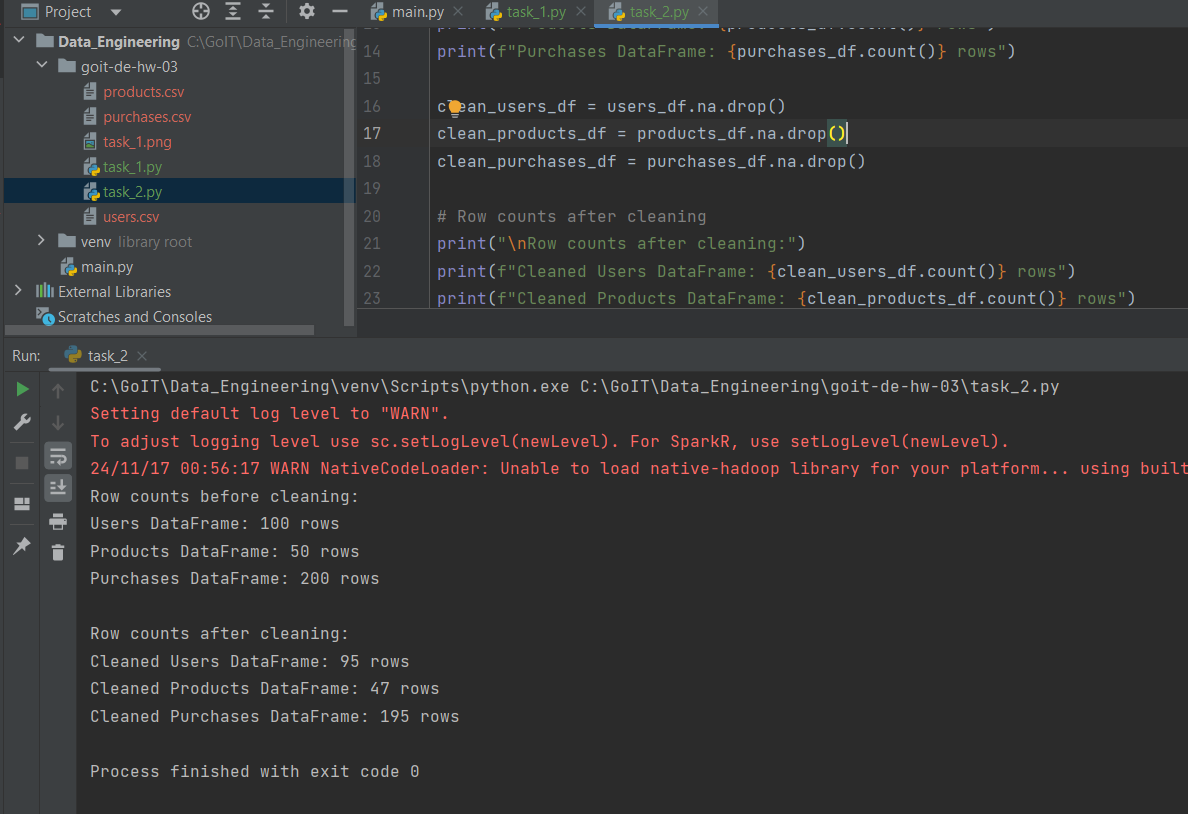 Project
main.py
task_1.py
task_2.py
Data_Engineering C:\GoIT\Data_Engineering
goit-de-hw-03
products.csv
purchases.csv
task_1.png
task_1.py
task_2.py
users.csv
venv library root
main.py
External Libraries
Scratches and Consoles
14 print(f"Purchases DataFrame: {purchases_df.count()} rows")
15
16 clean_users_df = users_df.na.drop()
17 clean_products_df = products_df.na.drop()
18 clean_purchases_df = purchases_df.na.drop()
19
20 # Row counts after cleaning
21 print("\nRow counts after cleaning:")
22 print(f"Cleaned Users DataFrame: {clean_users_df.count()} rows")
23 print(f"Cleaned Products DataFrame: {clean_products_df.count()} rows")
Run: task_2
C:\GoIT\Data_Engineering\venv\Scripts\python.exe C:\GoIT\Data_Engineering\goit-de-hw-03\task_2.py
Setting default log level to "WARN".
To adjust logging level use sc.setLogLevel(newLevel). For SparkR, use setLogLevel(newLevel).
24/11/17 00:56:17 WARN NativeCodeLoader: Unable to load native-hadoop library for your platform... using built
Row counts before cleaning:
Users DataFrame: 100 rows
Products DataFrame: 50 rows
Purchases DataFrame: 200 rows
Row counts after cleaning:
Cleaned Users DataFrame: 95 rows
Cleaned Products DataFrame: 47 rows
Cleaned Purchases DataFrame: 195 rows
Process finished with exit code 0